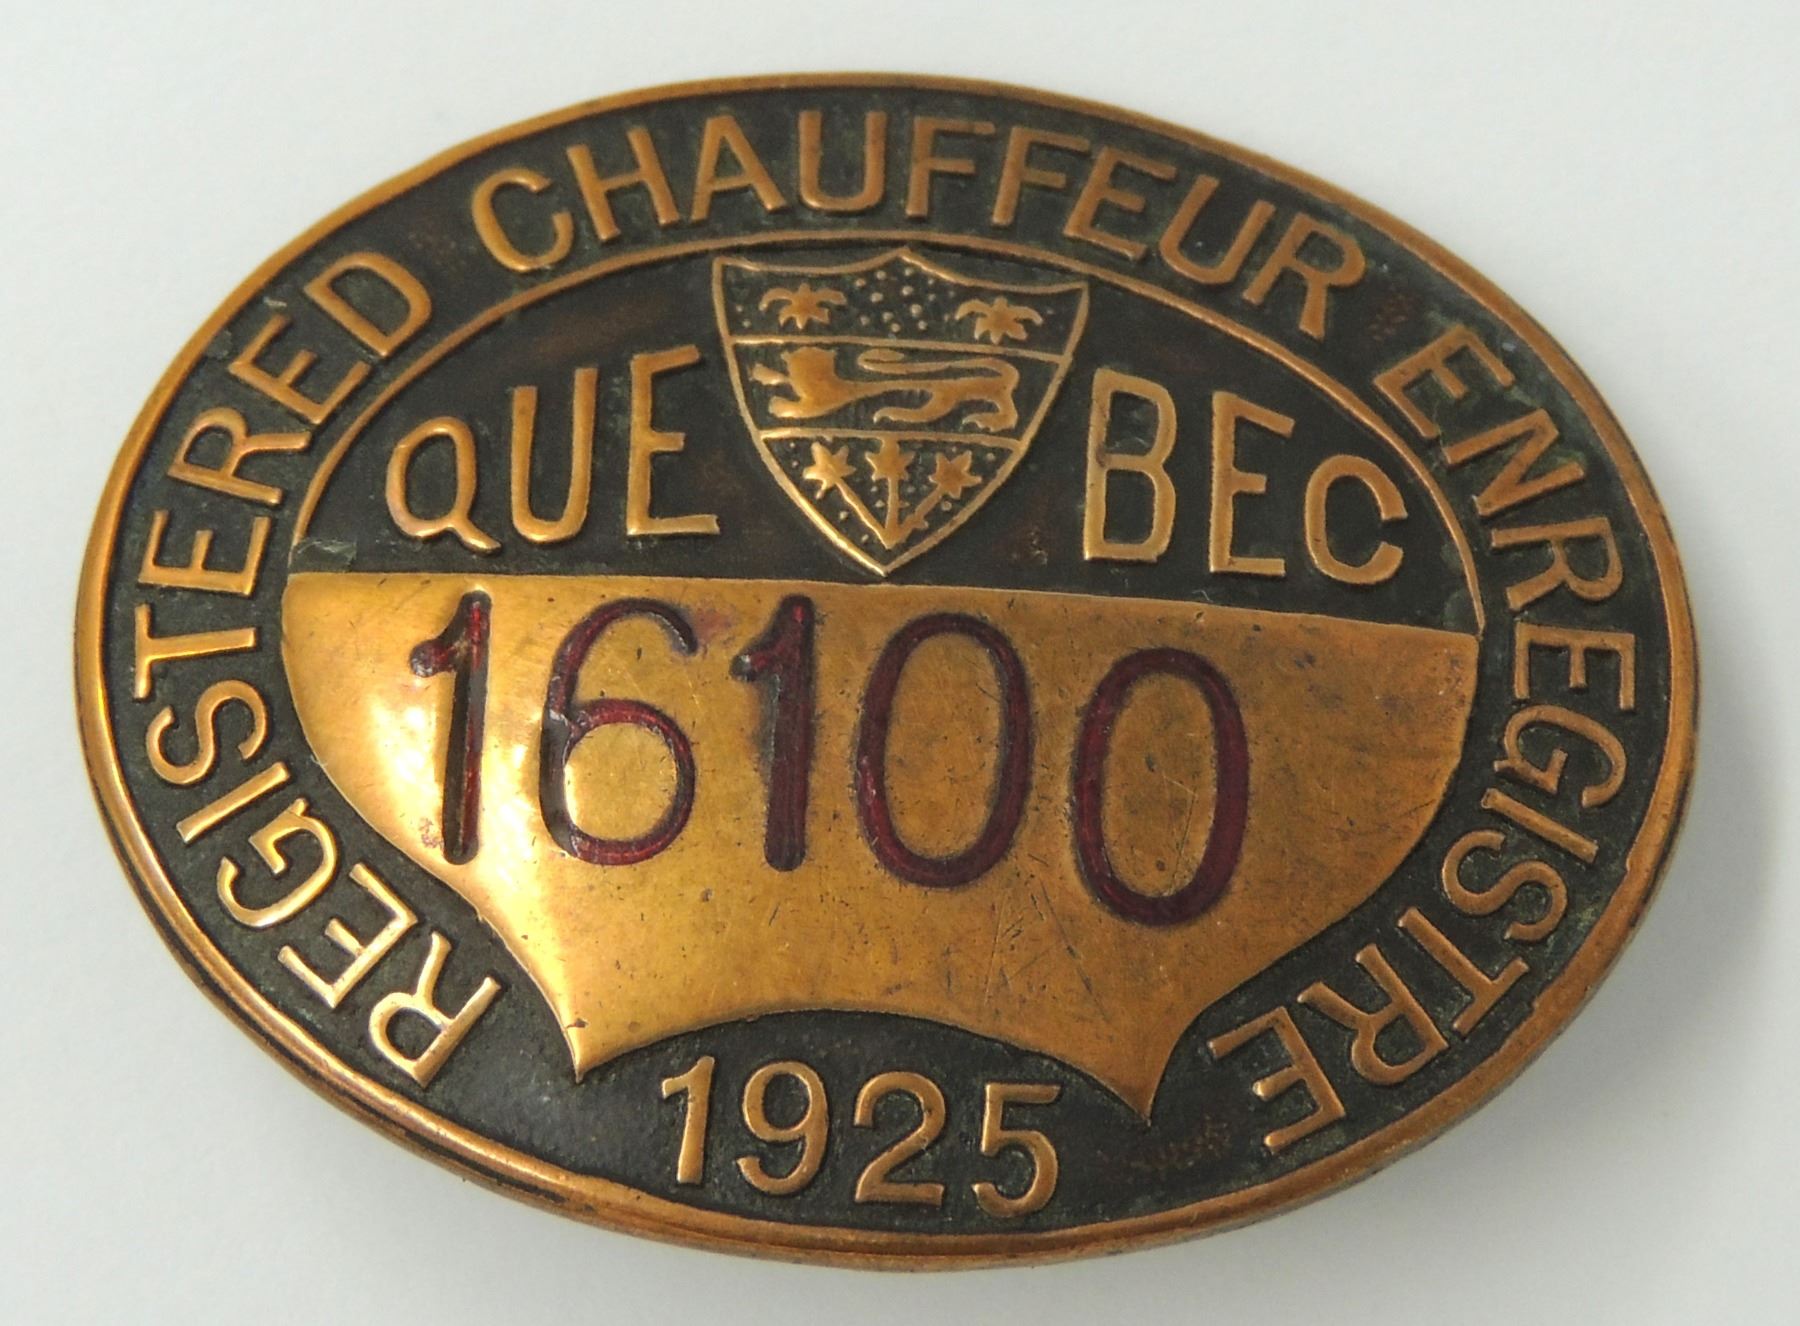 REGISTERED CHAUFFEUR ENREGISTRE
QUE BEC
16100
1925